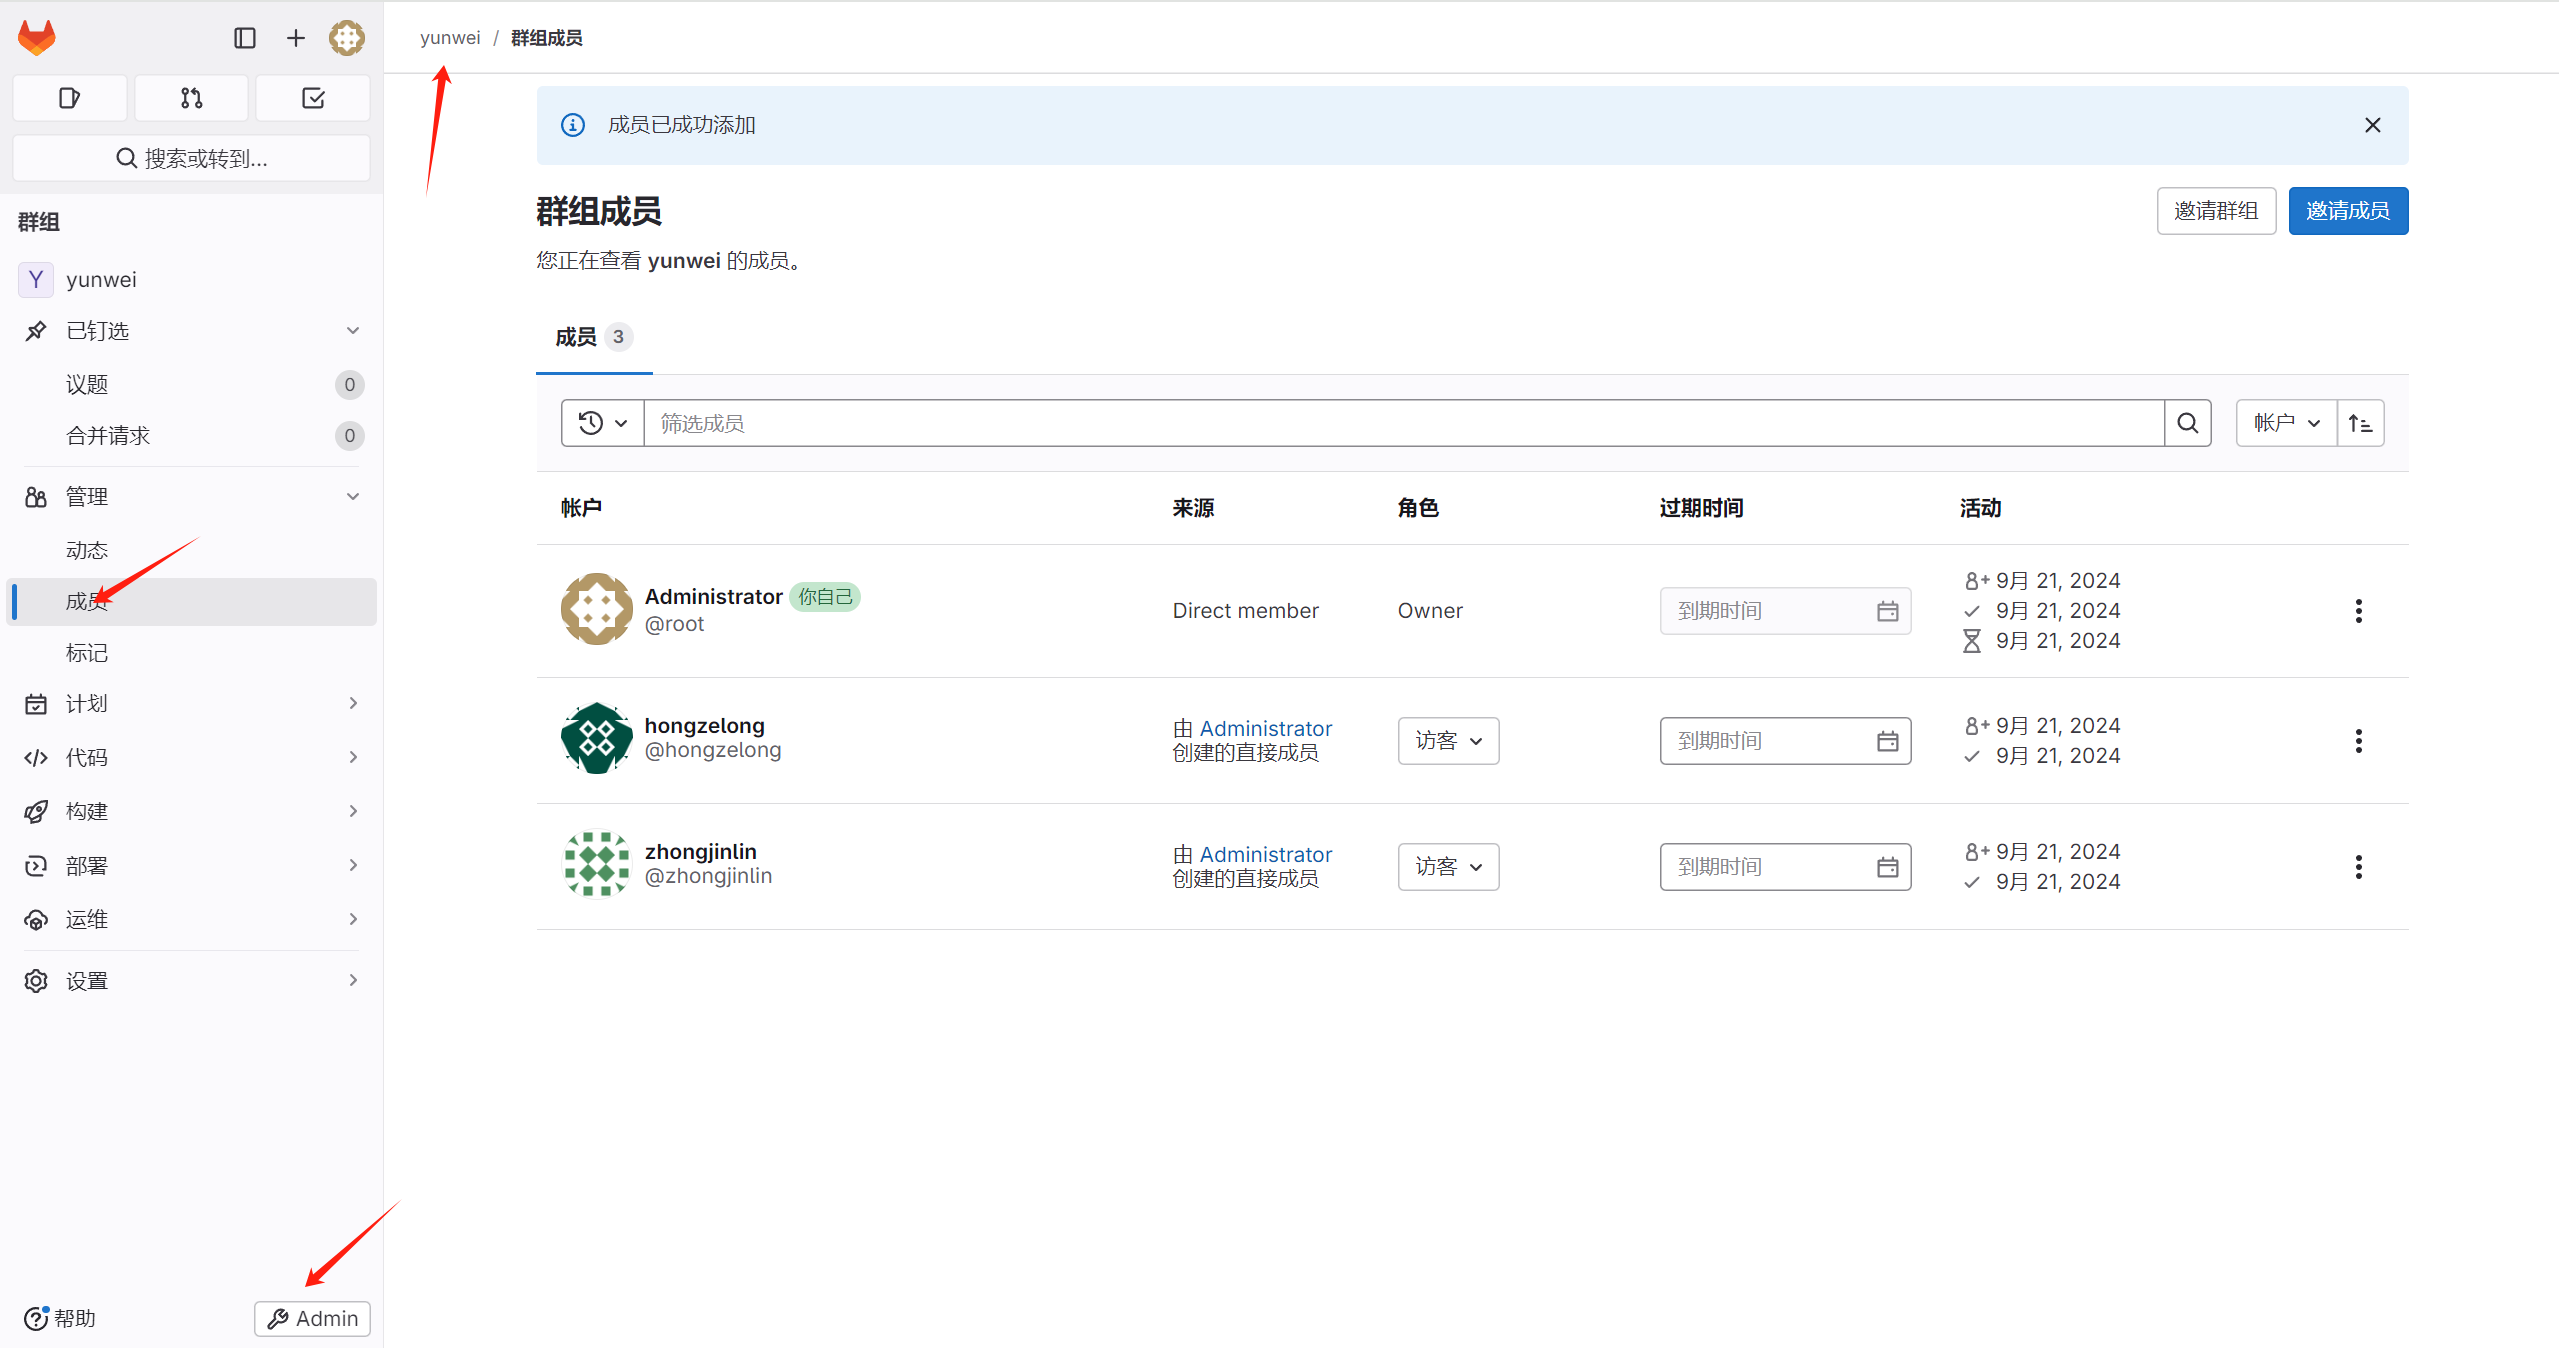 yunwei / 群组成员
搜索或转到...
群组
Y yunwei
已钉选
议题 0
合并请求 0
管理
动态
成员
标记
计划
代码
构建
部署
运维
设置
帮助
Admin
成员已成功添加
群组成员
邀请群组
邀请成员
您正在查看 yunwei 的成员。
成员 3
筛选成员
帐户
帐户 来源 角色 过期时间 活动
Administrator 你自己
@root
Direct member
Owner
到期时间
9月 21, 2024
9月 21, 2024
9月 21, 2024
hongzelong
@hongzelong
由 Administrator
创建的直接成员
访客
到期时间
9月 21, 2024
9月 21, 2024
zhongjinlin
@zhongjinlin
由 Administrator
创建的直接成员
访客
到期时间
9月 21, 2024
9月 21, 2024